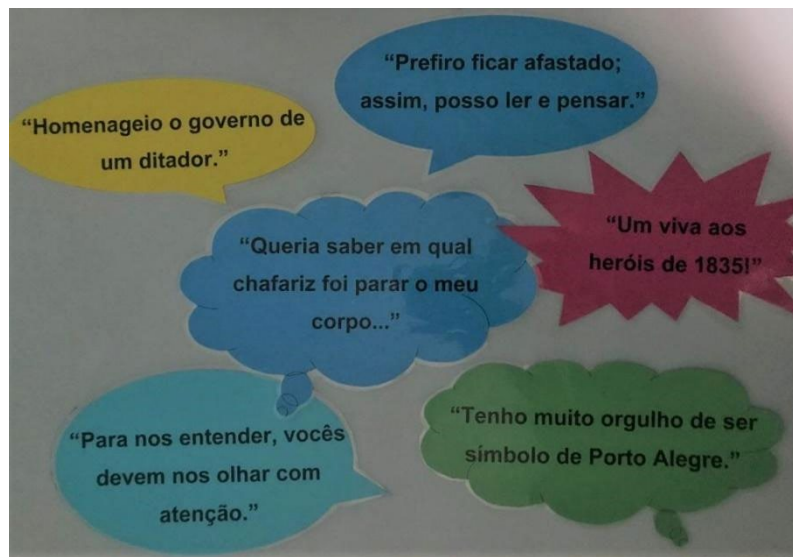 “Prefiro ficar afastado;
assim, posso ler e pensar.”
“Homenageio o governo de
um ditador.”
“Um viva aos
heróis de 1835!”
“Queria saber em qual
chafariz foi parar o meu
corpo...”
“Para nos entender, vocês
devem nos olhar com
atenção.”
“Tenho muito orgulho de ser
símbolo de Porto Alegre.”